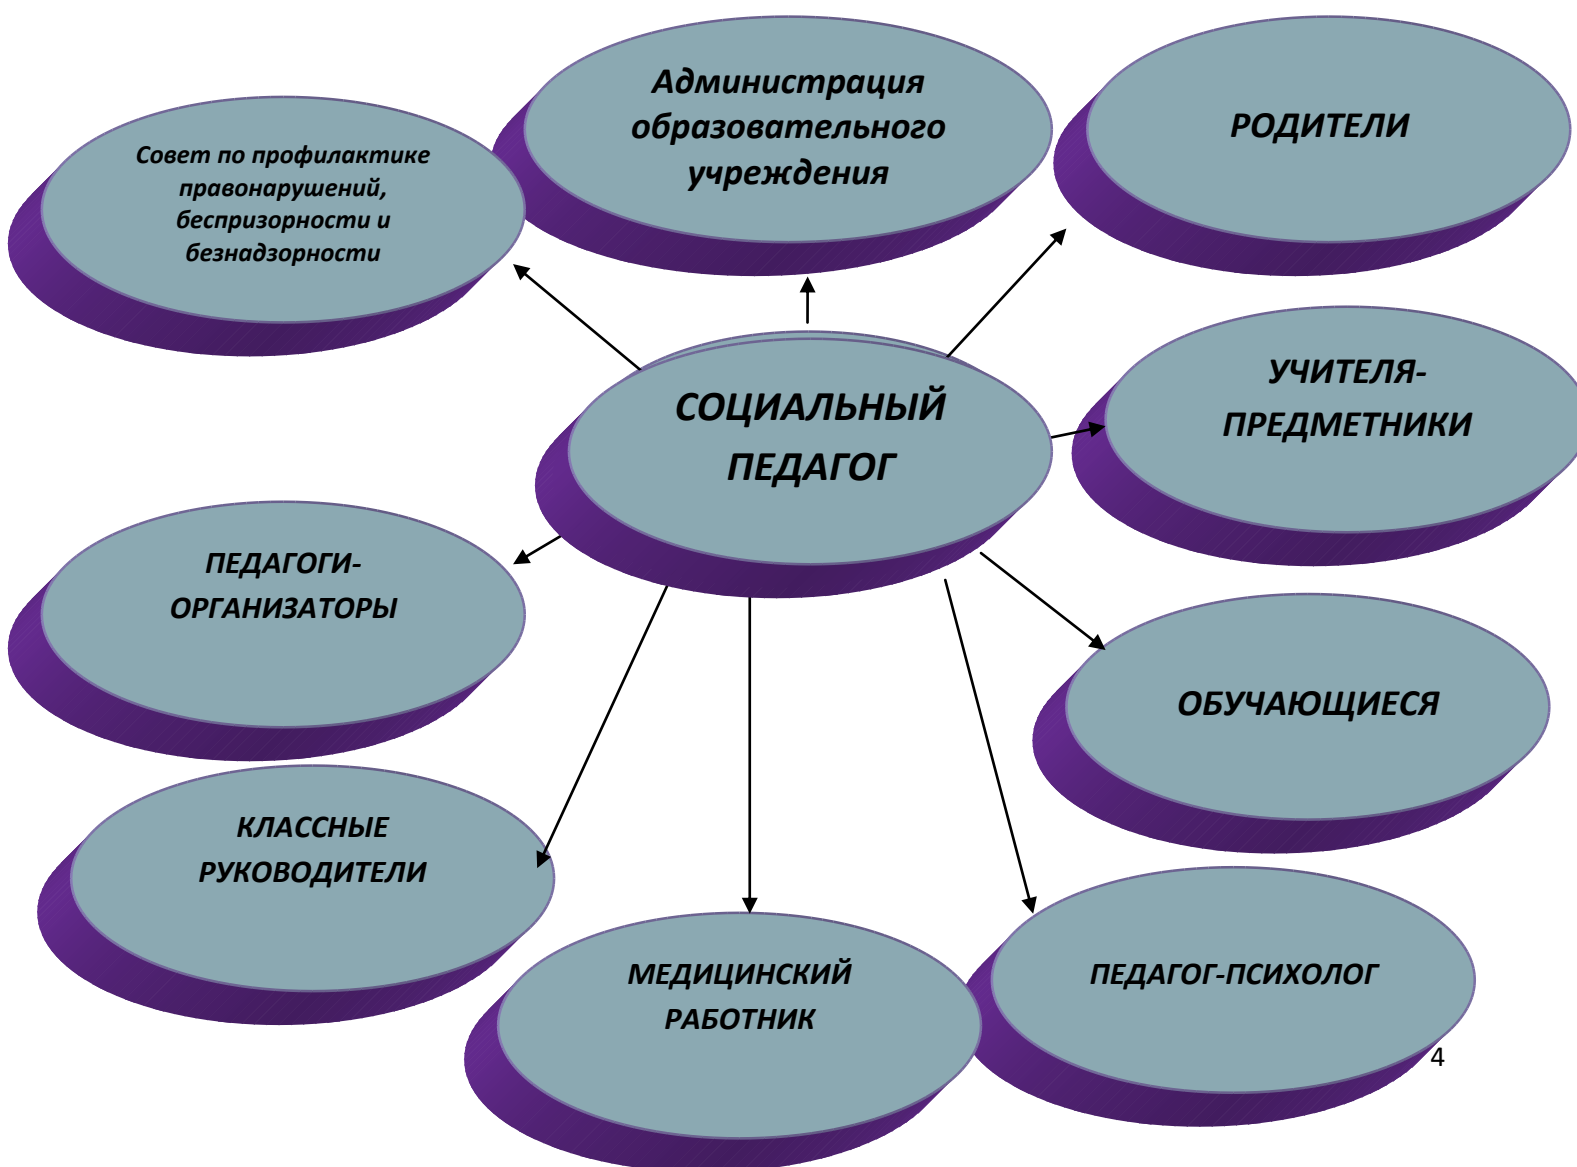 Администрация
образовательного
учреждения
РОДИТЕЛИ
Совет по профилактике
правонарушений,
беспризорности и
безнадзорности
СОЦИАЛЬНЫЙ
ПЕДАГОГ
УЧИТЕЛЯ-
ПРЕДМЕТНИКИ
ПЕДАГОГИ-
ОРГАНИЗАТОРЫ
ОБУЧАЮЩИЕСЯ
КЛАССНЫЕ
РУКОВОДИТЕЛИ
МЕДИЦИНСКИЙ
РАБОТНИК
ПЕДАГОГ-ПСИХОЛОГ
4